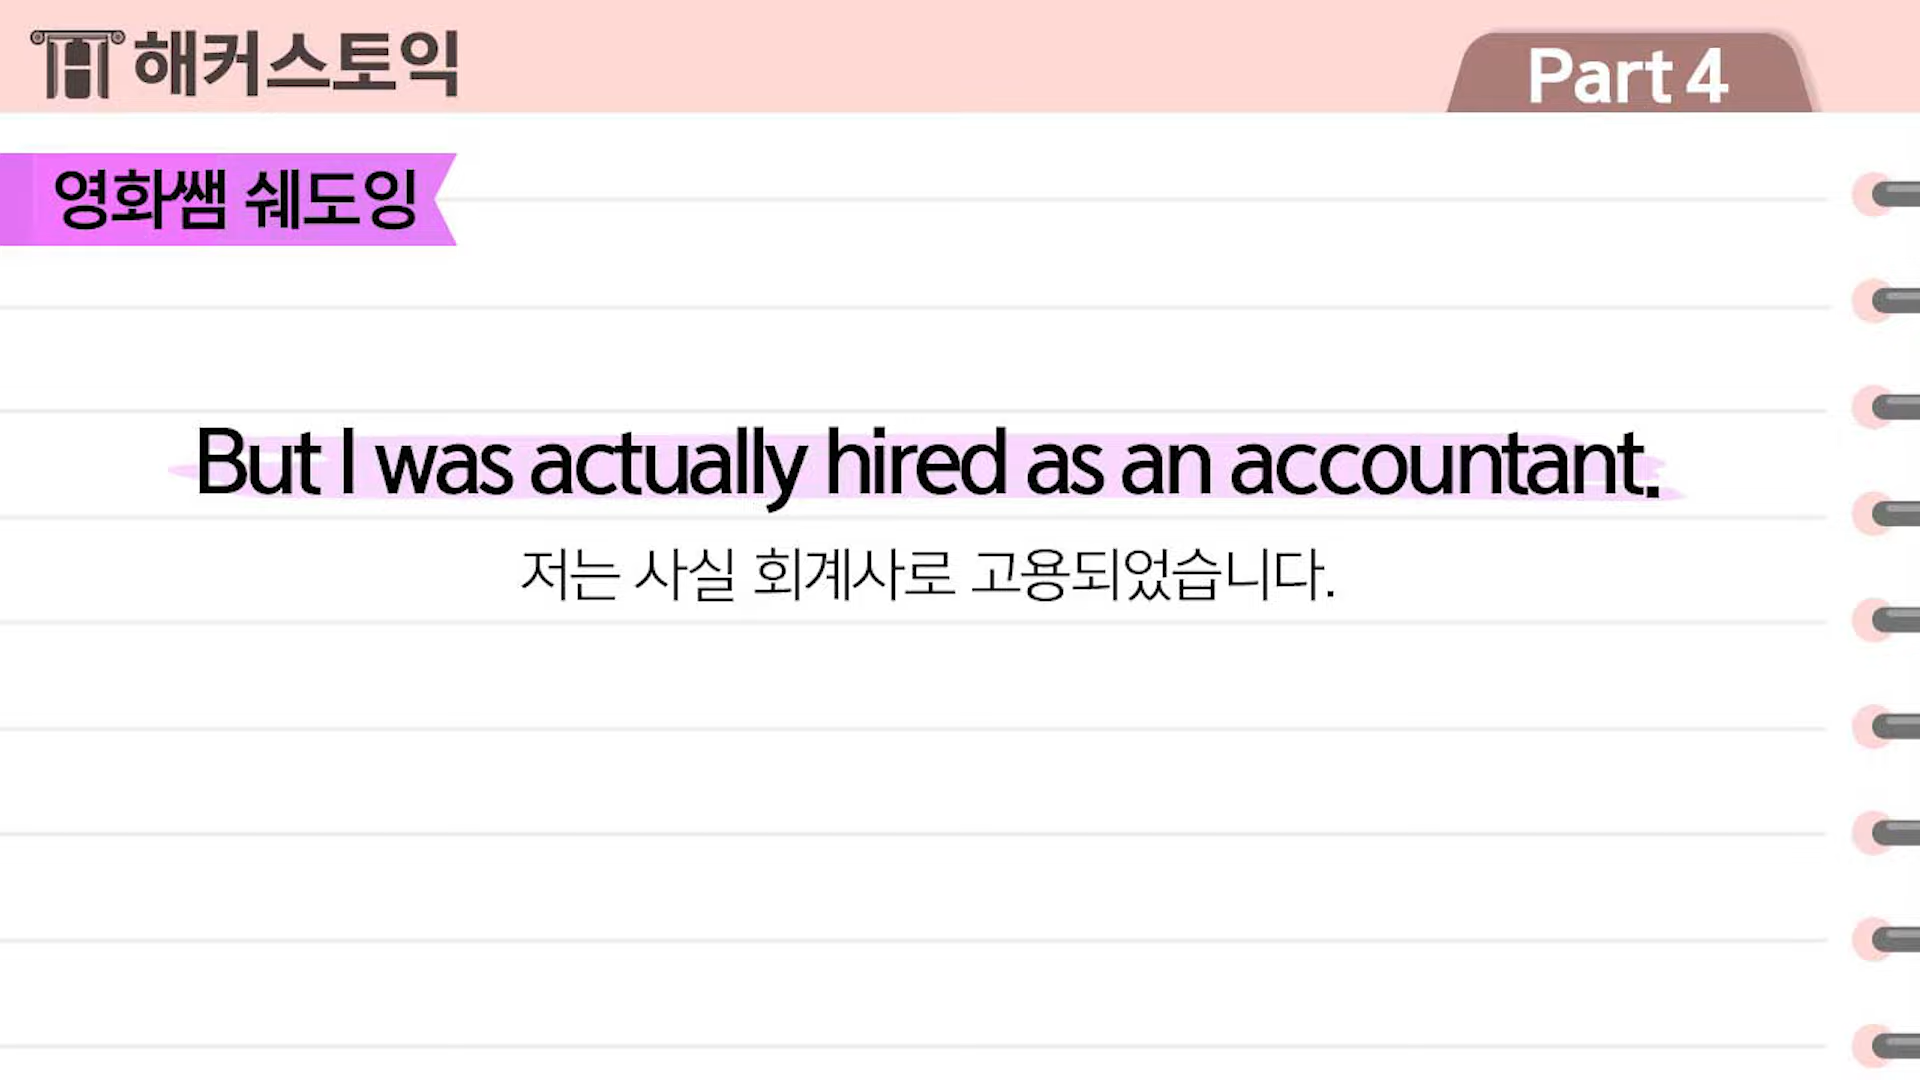 해커스토익
Part 4
영화쌤 쉐도잉
But I was actually hired as an accountant.
저는 사실 회계사로 고용되었습니다.